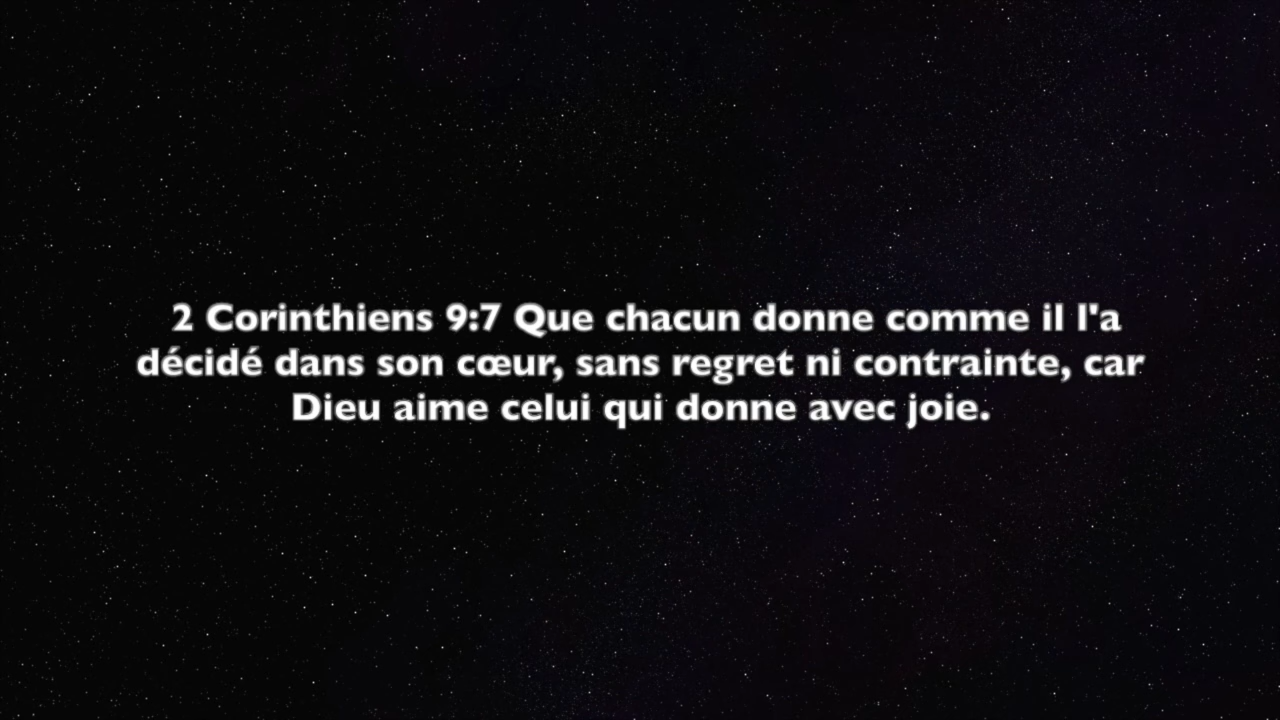 2 Corinthiens 9:7 Que chacun donne comme il l'a
décidé dans son cœur, sans regret ni contrainte, car
Dieu aime celui qui donne avec joie.